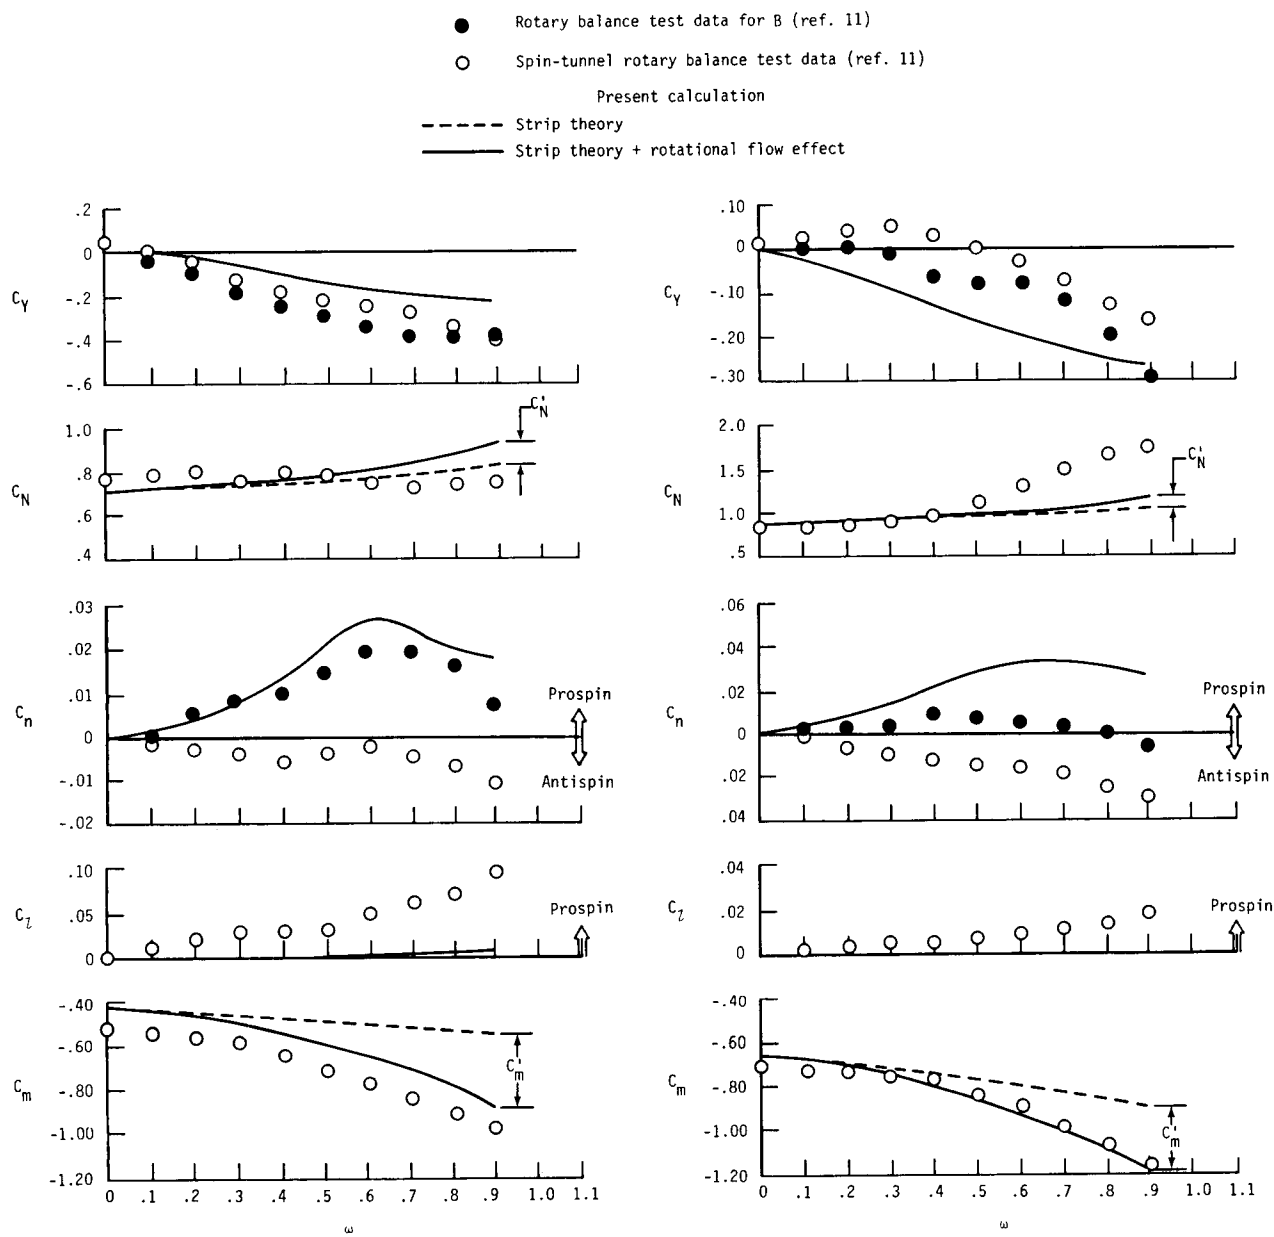 Rotary balance test data for B (ref. 11)
Spin-tunnel rotary balance test data (ref. 11)
Present calculation
Strip theory
Strip theory + rotational flow effect
.2
0
-.2
-.4
-.6
C_Y
1.0
.8
.6
.4
C_N
C'_N
.03
.02
.01
0
-.01
-.02
C_n
Prospin
Antispin
.10
.05
0
C_l
Prospin
-.40
-.60
-.80
-1.00
-1.20
C_m
C'_m
0 .1 .2 .3 .4 .5 .6 .7 .8 .9 1.0 1.1
ω
.10
0
-.10
-.20
-.30
C_Y
2.0
1.5
1.0
.5
C_N
C'_N
.06
.04
.02
0
.02
.04
C_n
Prospin
Antispin
.04
.02
0
C_l
Prospin
-.40
-.60
-.80
-1.00
-1.20
C_m
C'_m
0 .1 .2 .3 .4 .5 .6 .7 .8 .9 1.0 1.1
ω